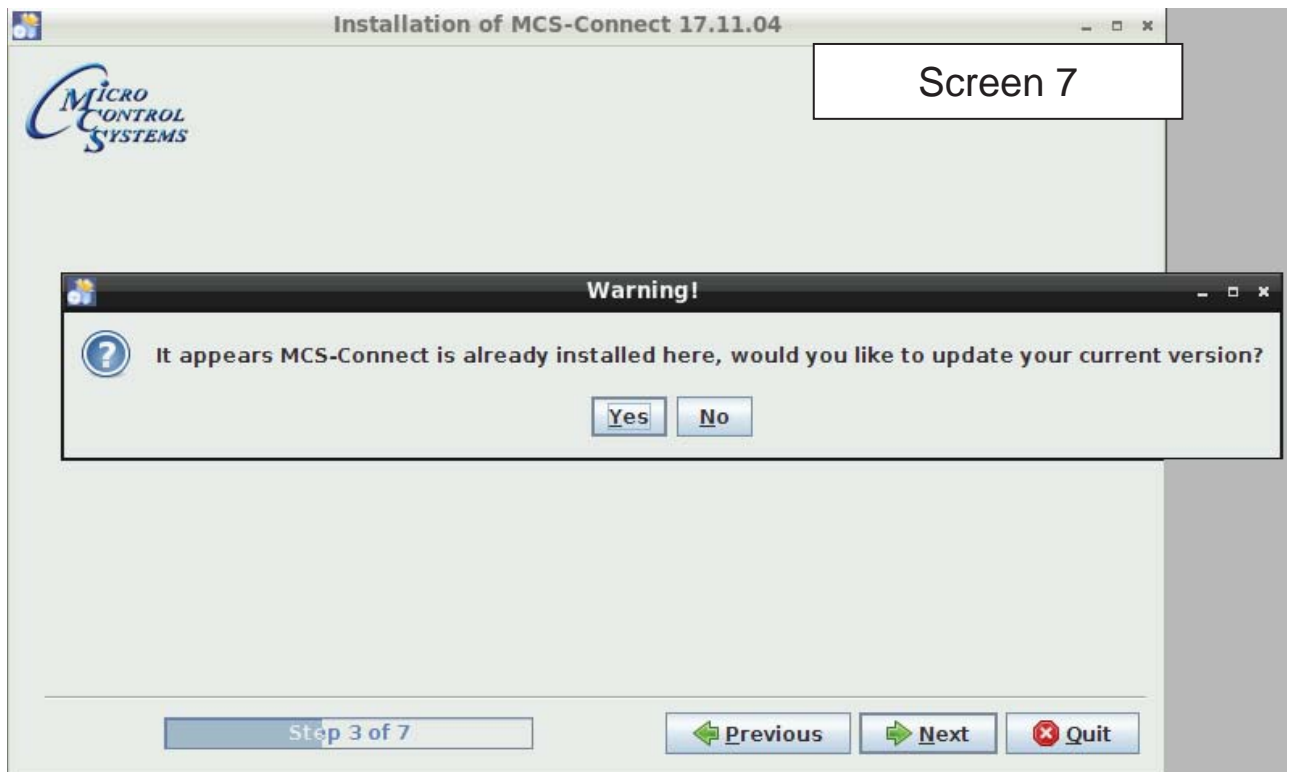 Installation of MCS-Connect 17.11.04
Screen 7
MICRO
CONTROL
SYSTEMS
Warning!
It appears MCS-Connect is already installed here, would you like to update your current version?
Yes No
Step 3 of 7 Previous Next Quit